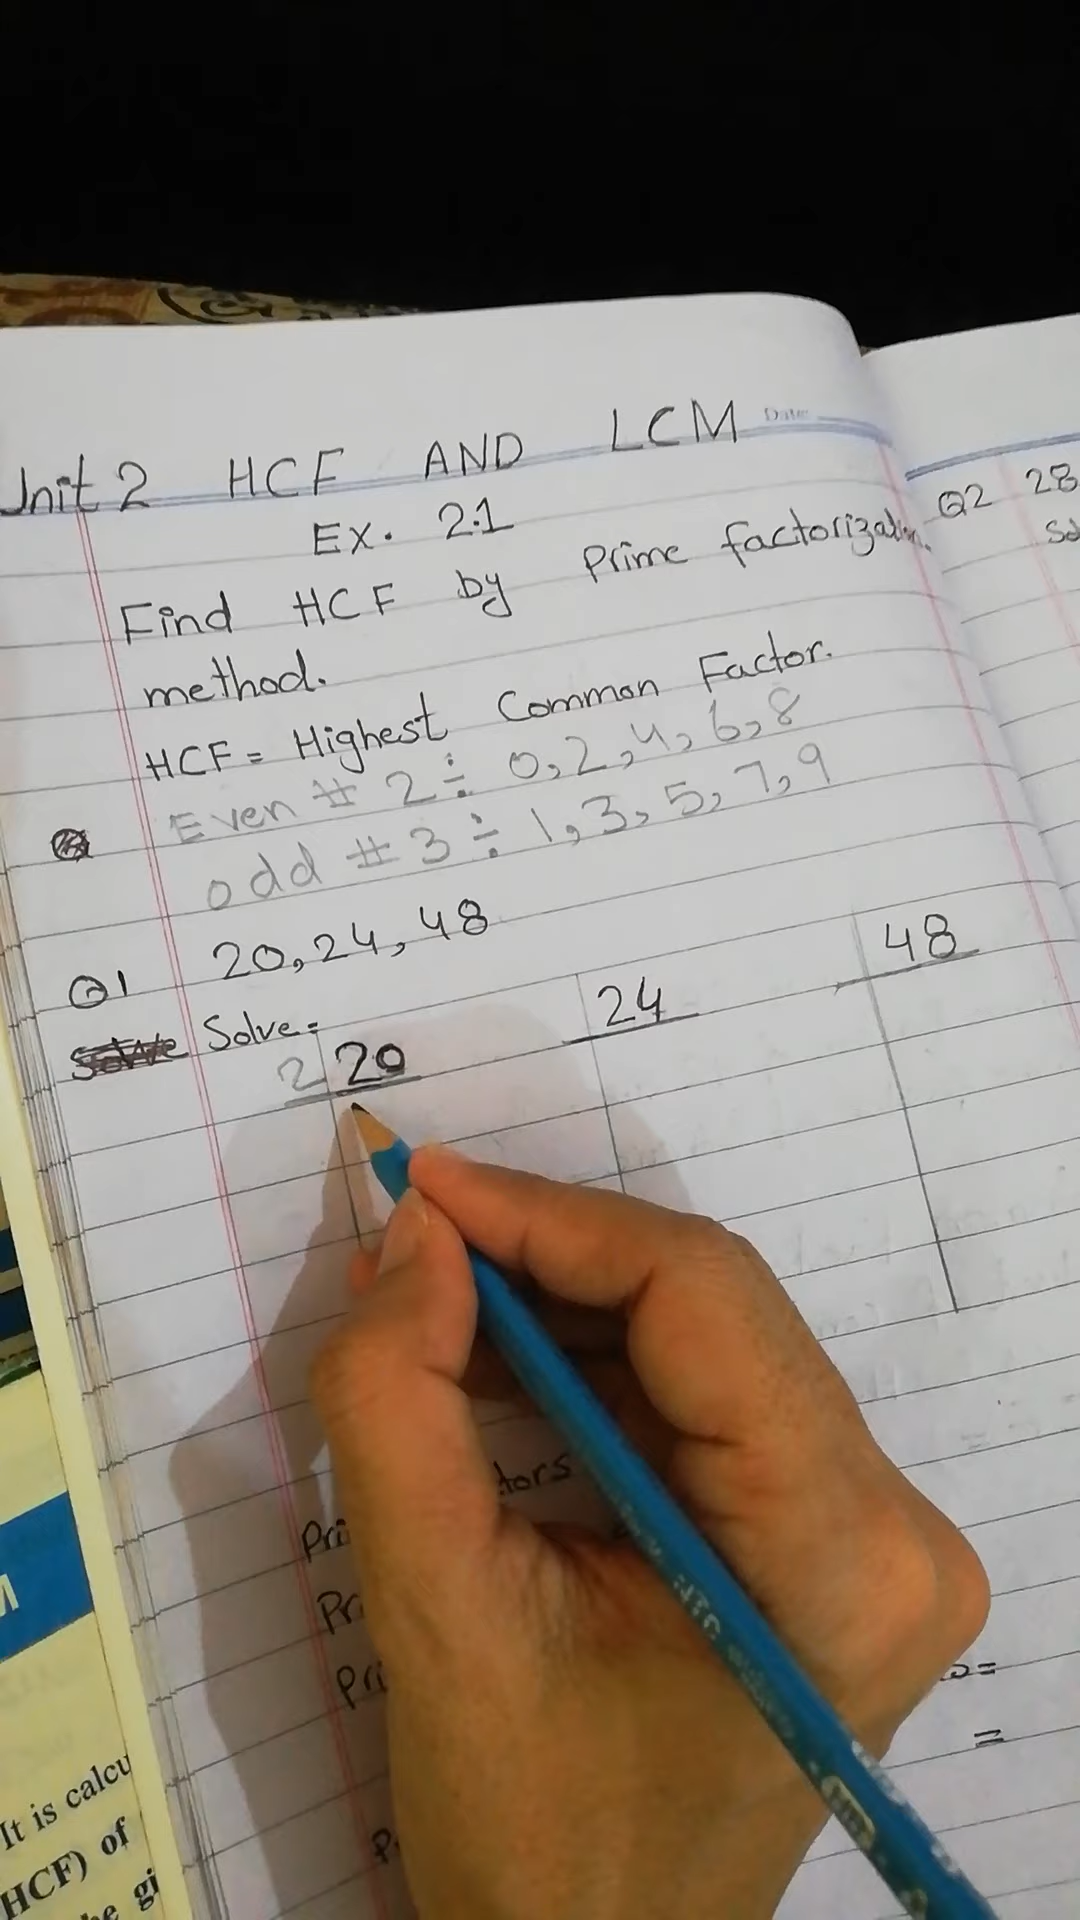 Unit 2 HCF AND LCM
Date:
EX. 2.1
Find HCF by Prime factorization
method.
HCF = Highest Common Factor.
Even # 2 ÷ 0,2,4,6,8
odd # 3 ÷ 1,3,5,7,9
Q1 20,24,48
Solve =
2 20
24
48
Q2 28
It is calcu
HCF) of